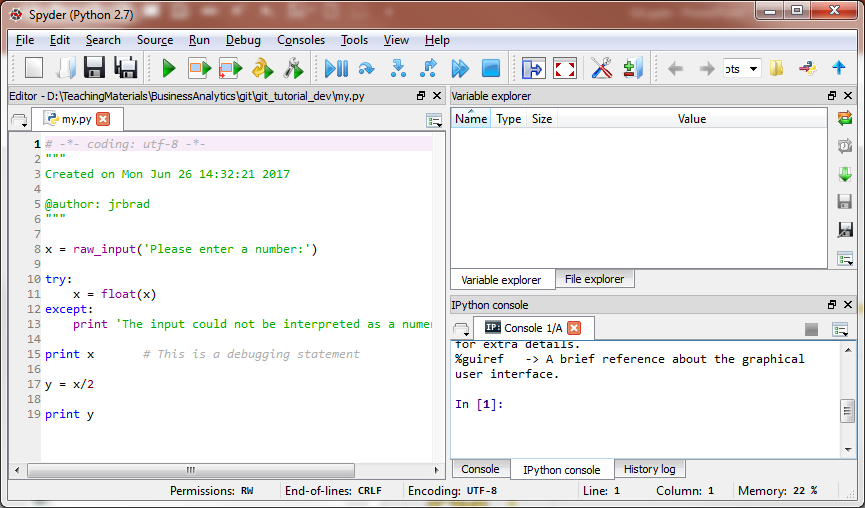 Spyder (Python 2.7)
File Edit Search Source Run Debug Consoles Tools View Help
pts
Editor - D:\TeachingMaterials\BusinessAnalytics\git\git_tutorial_dev\my.py
my.py
1 # -*- coding: utf-8 -*-
2 """
3 Created on Mon Jun 26 14:32:21 2017
4
5 @author: jrbrad
6 """
7
8 x = raw_input('Please enter a number:')
9
10 try:
11     x = float(x)
12 except:
13     print 'The input could not be interpreted as a nume
14
15 print x       # This is a debugging statement
16
17 y = x/2
18
19 print y
Variable explorer
Name Type Size Value
Variable explorer File explorer
IPython console
IP: Console 1/A
for extra details.
%guiref   -> A brief reference about the graphical
user interface.
In [1]:
Console IPython console History log
Permissions: RW End-of-lines: CRLF Encoding: UTF-8 Line: 1 Column: 1 Memory: 22 %